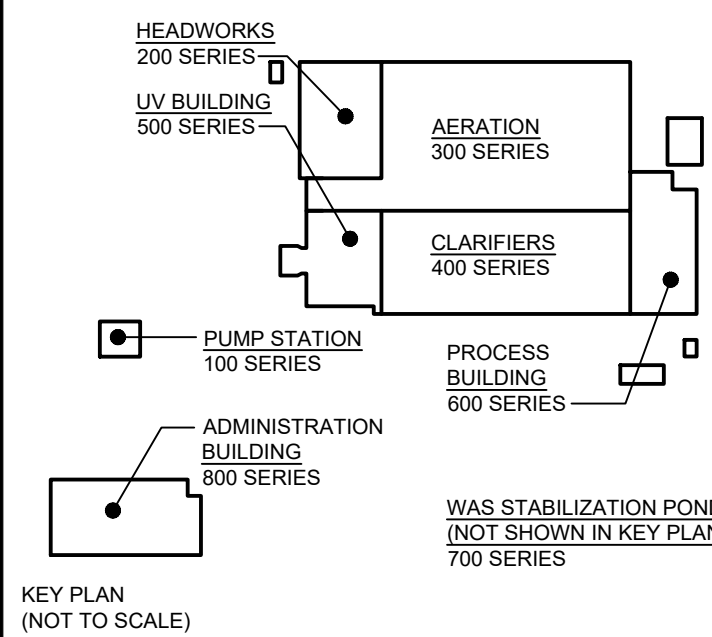 HEADWORKS
200 SERIES
UV BUILDING
500 SERIES
AERATION
300 SERIES
CLARIFIERS
400 SERIES
PUMP STATION
100 SERIES
PROCESS
BUILDING
600 SERIES
ADMINISTRATION
BUILDING
800 SERIES
WAS STABILIZATION POND
(NOT SHOWN IN KEY PLAN
700 SERIES
KEY PLAN
(NOT TO SCALE)